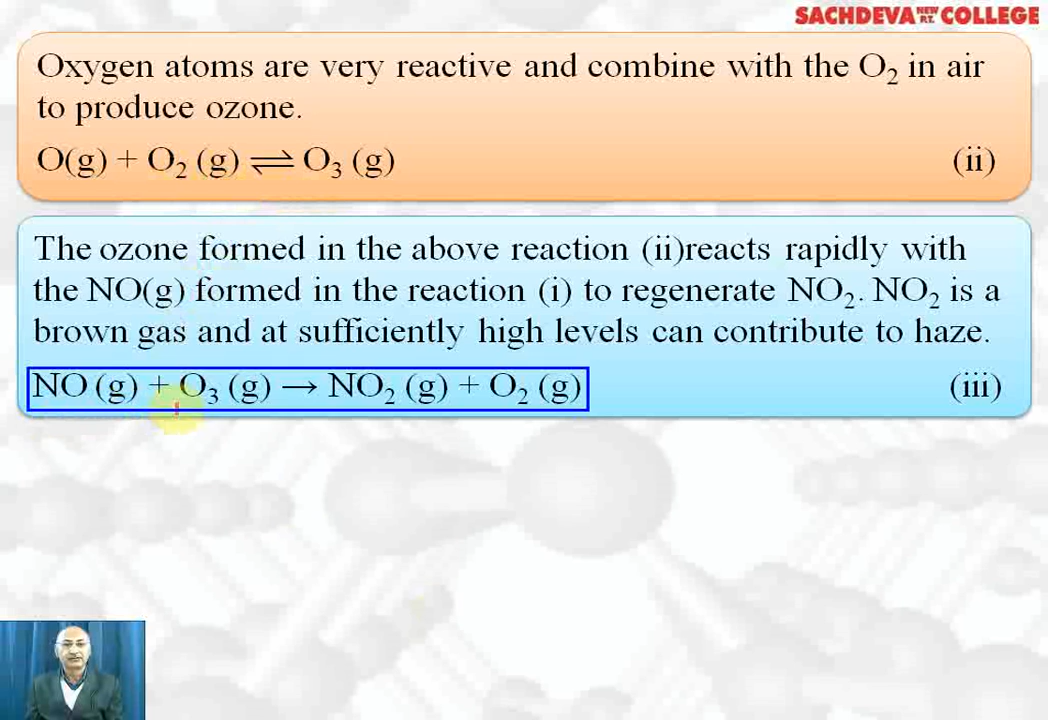 SACHDEVA NEW P.T. COLLEGE
Oxygen atoms are very reactive and combine with the O₂ in air
to produce ozone.
O(g) + O₂ (g) ⇌ O₃ (g) (ii)
The ozone formed in the above reaction (ii)reacts rapidly with
the NO(g) formed in the reaction (i) to regenerate NO₂. NO₂ is a
brown gas and at sufficiently high levels can contribute to haze.
NO (g) + O₃ (g) → NO₂ (g) + O₂ (g) (iii)